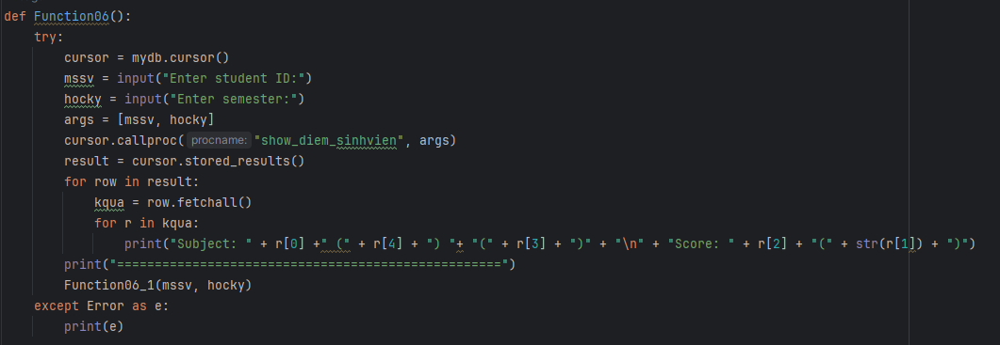 def Function06():
    try:
        cursor = mydb.cursor()
        mssv = input("Enter student ID:")
        hocky = input("Enter semester:")
        args = [mssv, hocky]
        cursor.callproc( procname: "show_diem_sinhvien", args)
        result = cursor.stored_results()
        for row in result:
            kqua = row.fetchall()
            for r in kqua:
                print("Subject: " + r[0] +" (" + r[4] + ") "+ "(" + r[3] + ")" + "\n" + "Score: " + r[2] + "(" + str(r[1]) + ")")
        print("===================================================")
        Function06_1(mssv, hocky)
    except Error as e:
        print(e)